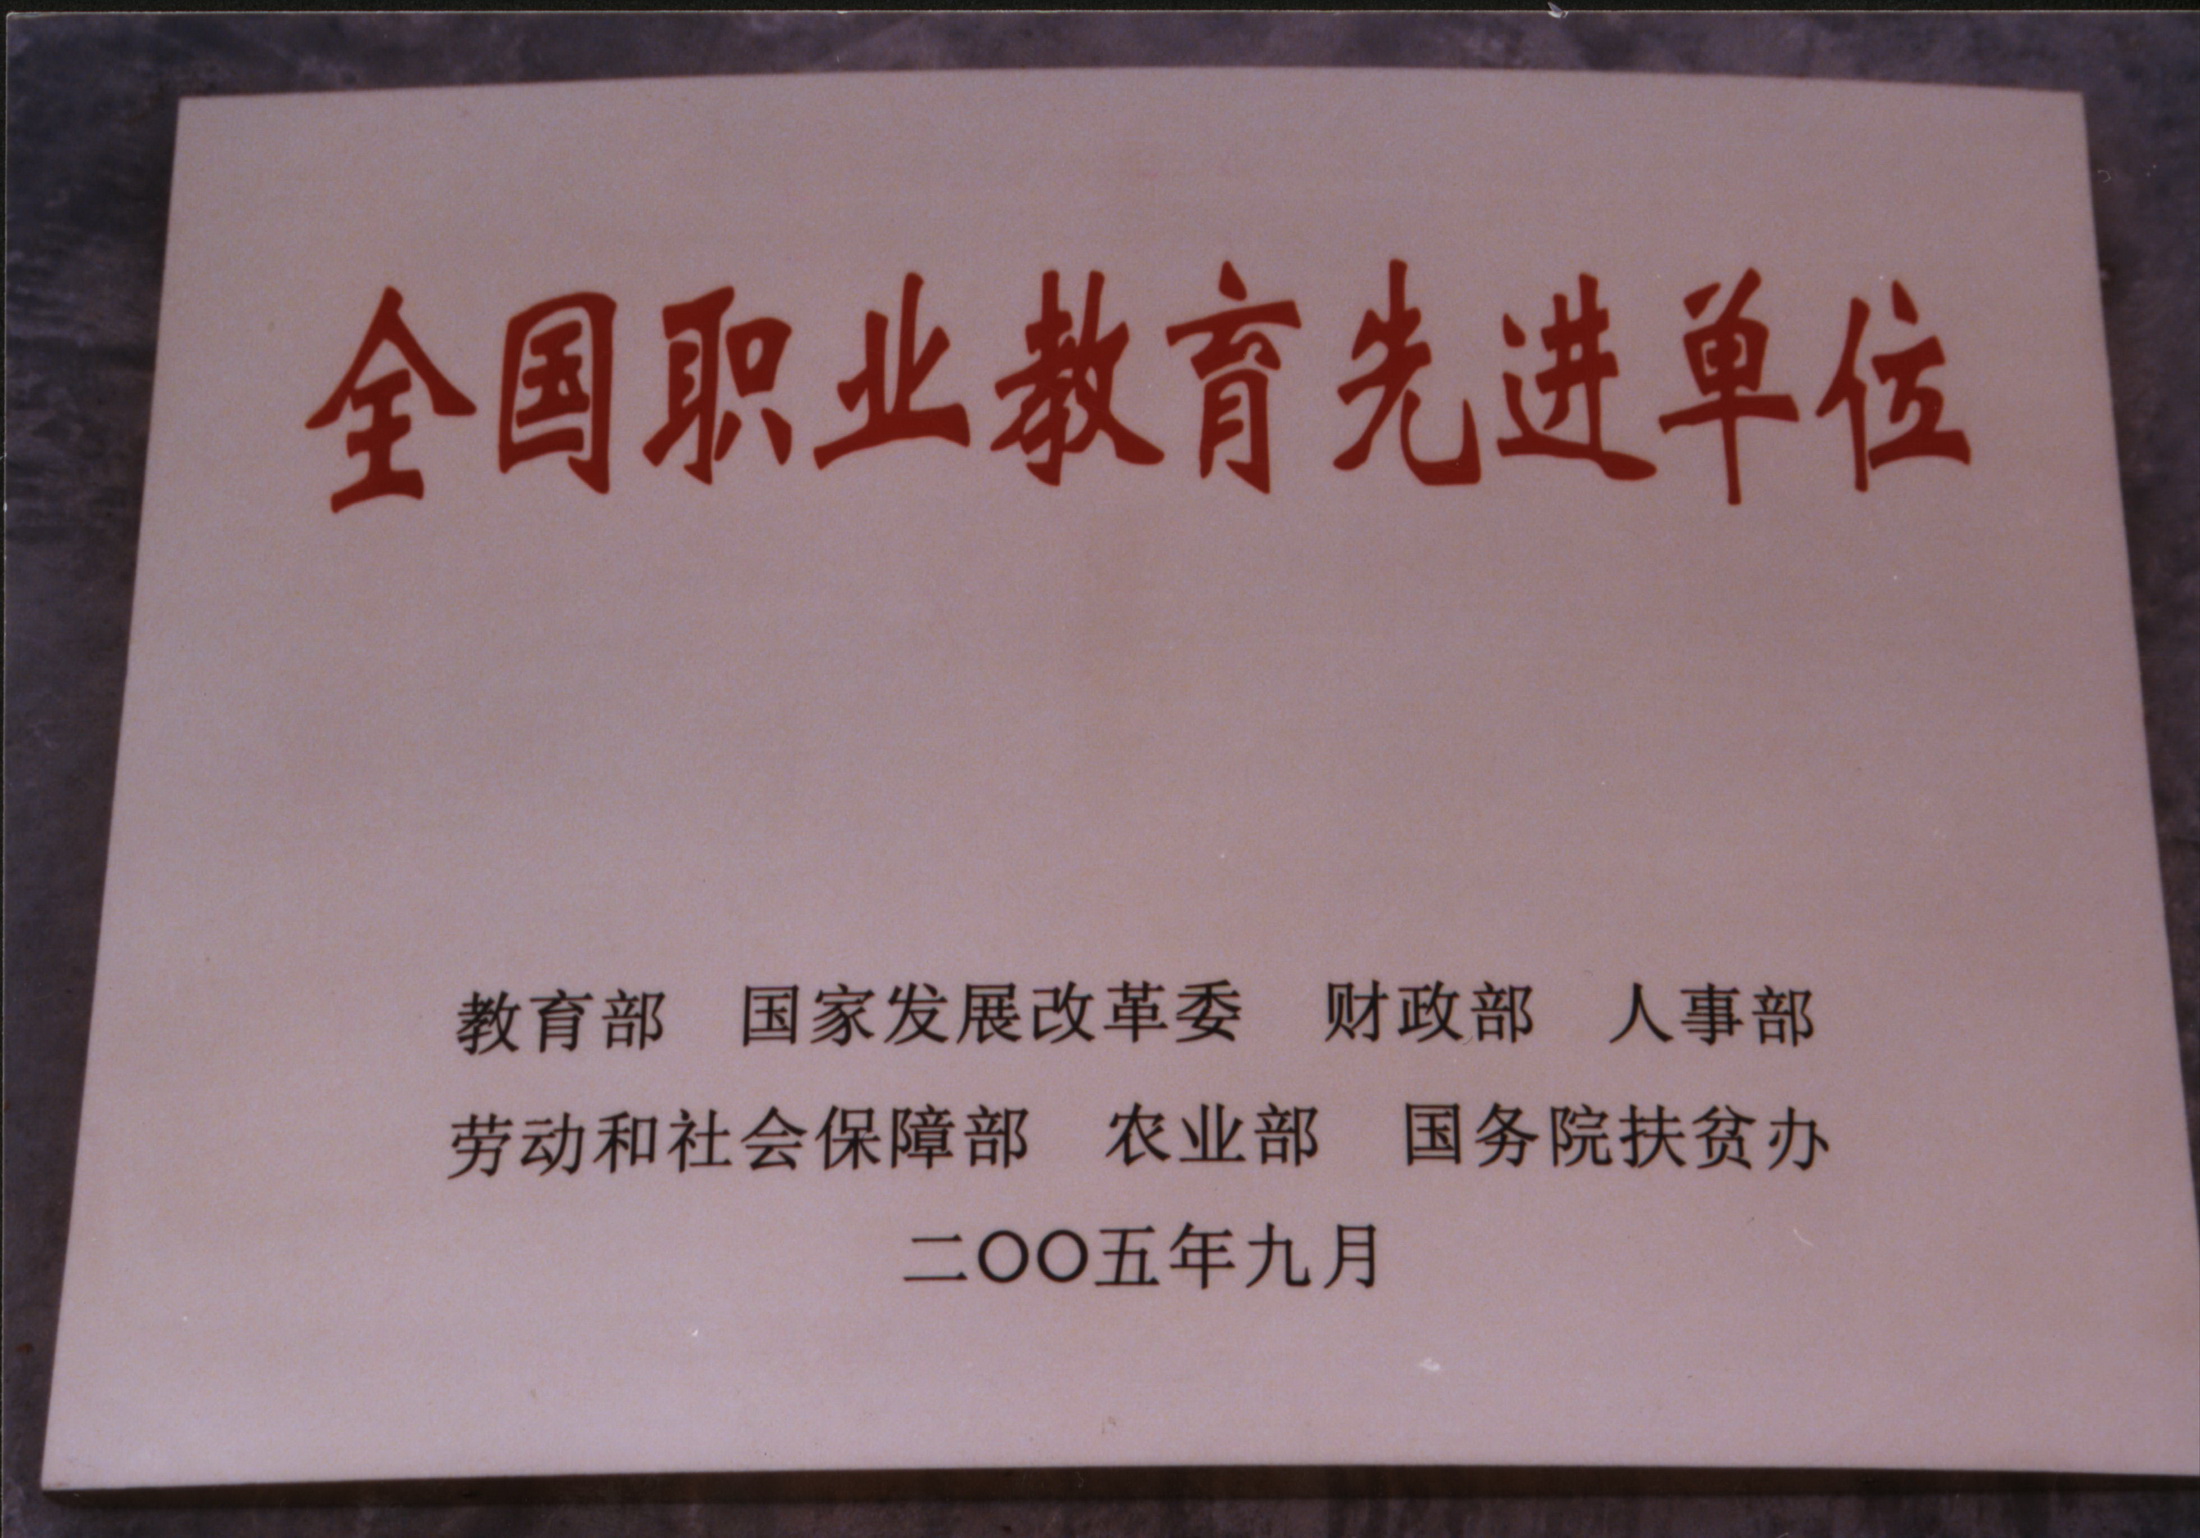 全国职业教育先进单位
教育部　国家发展改革委　财政部　人事部
劳动和社会保障部　农业部　国务院扶贫办
二〇〇五年九月